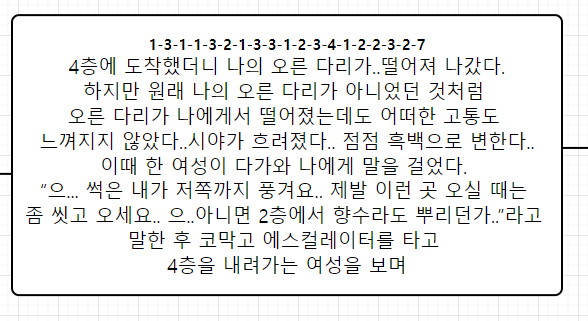 1-3-1-1-3-2-1-3-3-1-2-3-4-1-2-2-3-2-7
4층에 도착했더니 나의 오른 다리가..떨어져 나갔다.
하지만 원래 나의 오른 다리가 아니었던 것처럼
오른 다리가 나에게서 떨어졌는데도 어떠한 고통도
느껴지지 않았다..시야가 흐려졌다.. 점점 흑백으로 변한다..
이때 한 여성이 다가와 나에게 말을 걸었다.
“으... 썩은 내가 저쪽까지 풍겨요.. 제발 이런 곳 오실 때는
좀 씻고 오세요.. 으..아니면 2층에서 향수라도 뿌리던가..”라고
말한 후 코막고 에스컬레이터를 타고
4층을 내려가는 여성을 보며